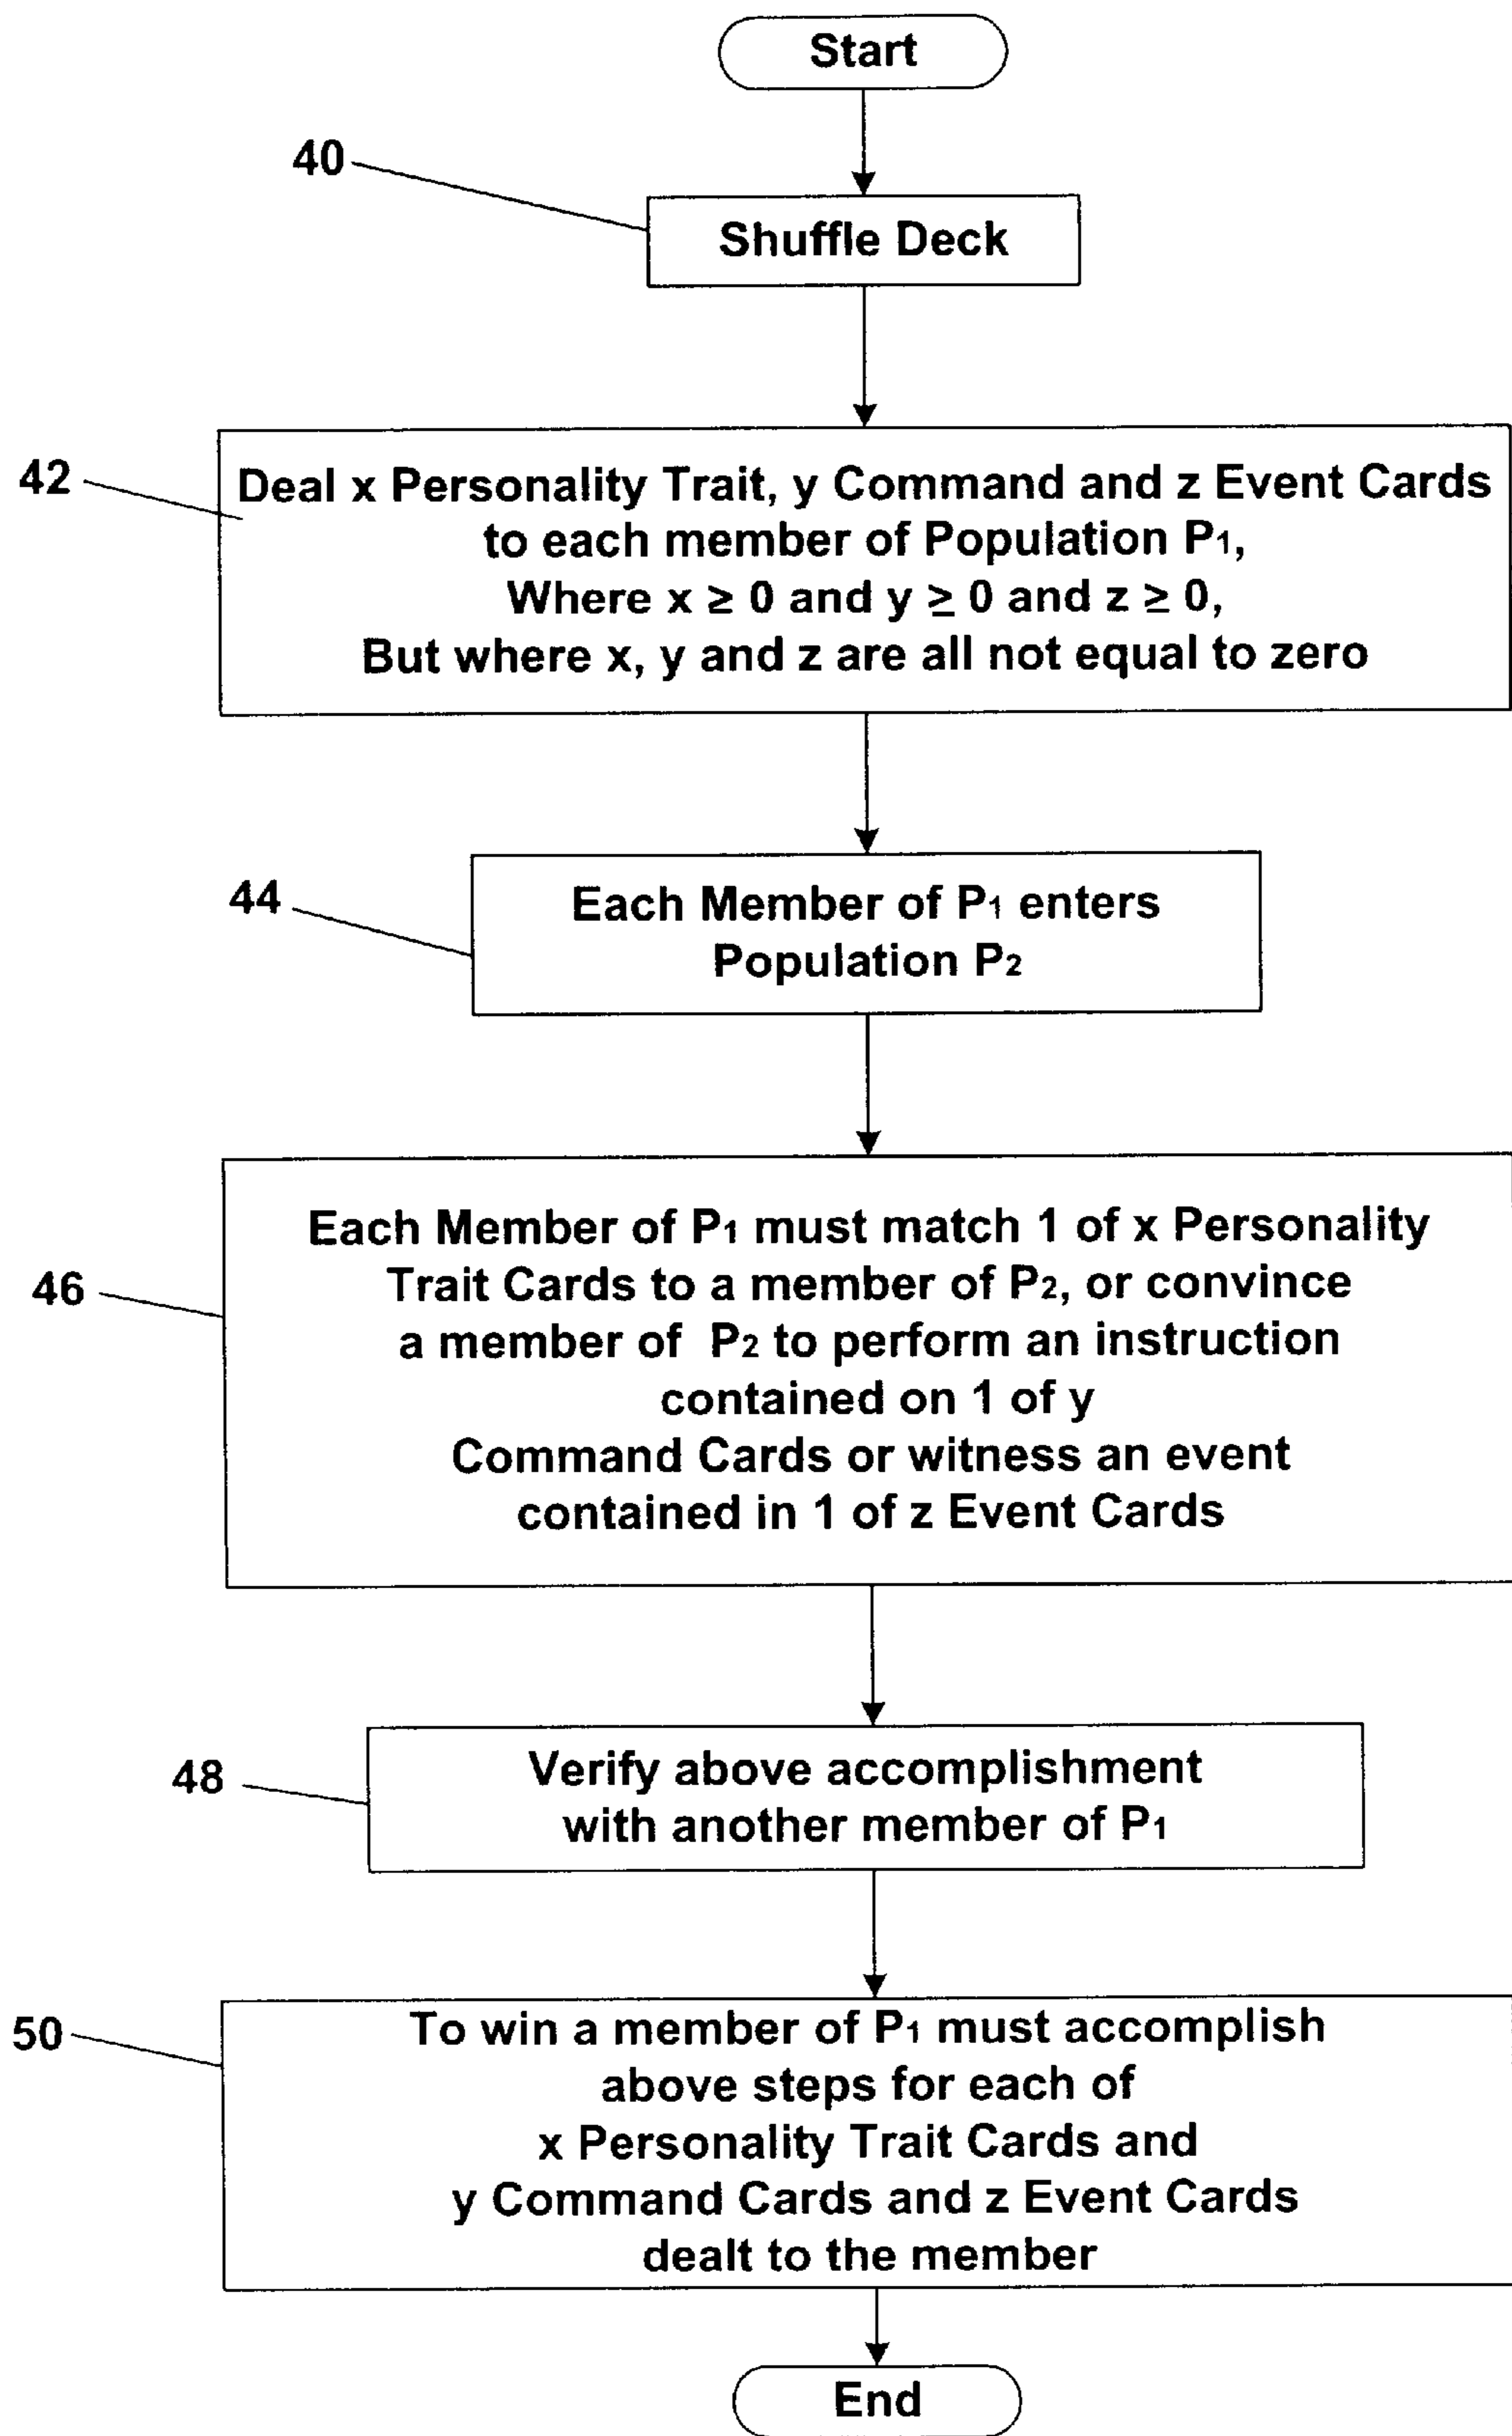 Start
40
Shuffle Deck
42
Deal x Personality Trait, y Command and z Event Cards
to each member of Population P₁,
Where x ≥ 0 and y ≥ 0 and z ≥ 0,
But where x, y and z are all not equal to zero
44
Each Member of P₁ enters
Population P₂
46
Each Member of P₁ must match 1 of x Personality
Trait Cards to a member of P₂, or convince
a member of P₂ to perform an instruction
contained on 1 of y
Command Cards or witness an event
contained in 1 of z Event Cards
48
Verify above accomplishment
with another member of P₁
50
To win a member of P₁ must accomplish
above steps for each of
x Personality Trait Cards and
y Command Cards and z Event Cards
dealt to the member
End